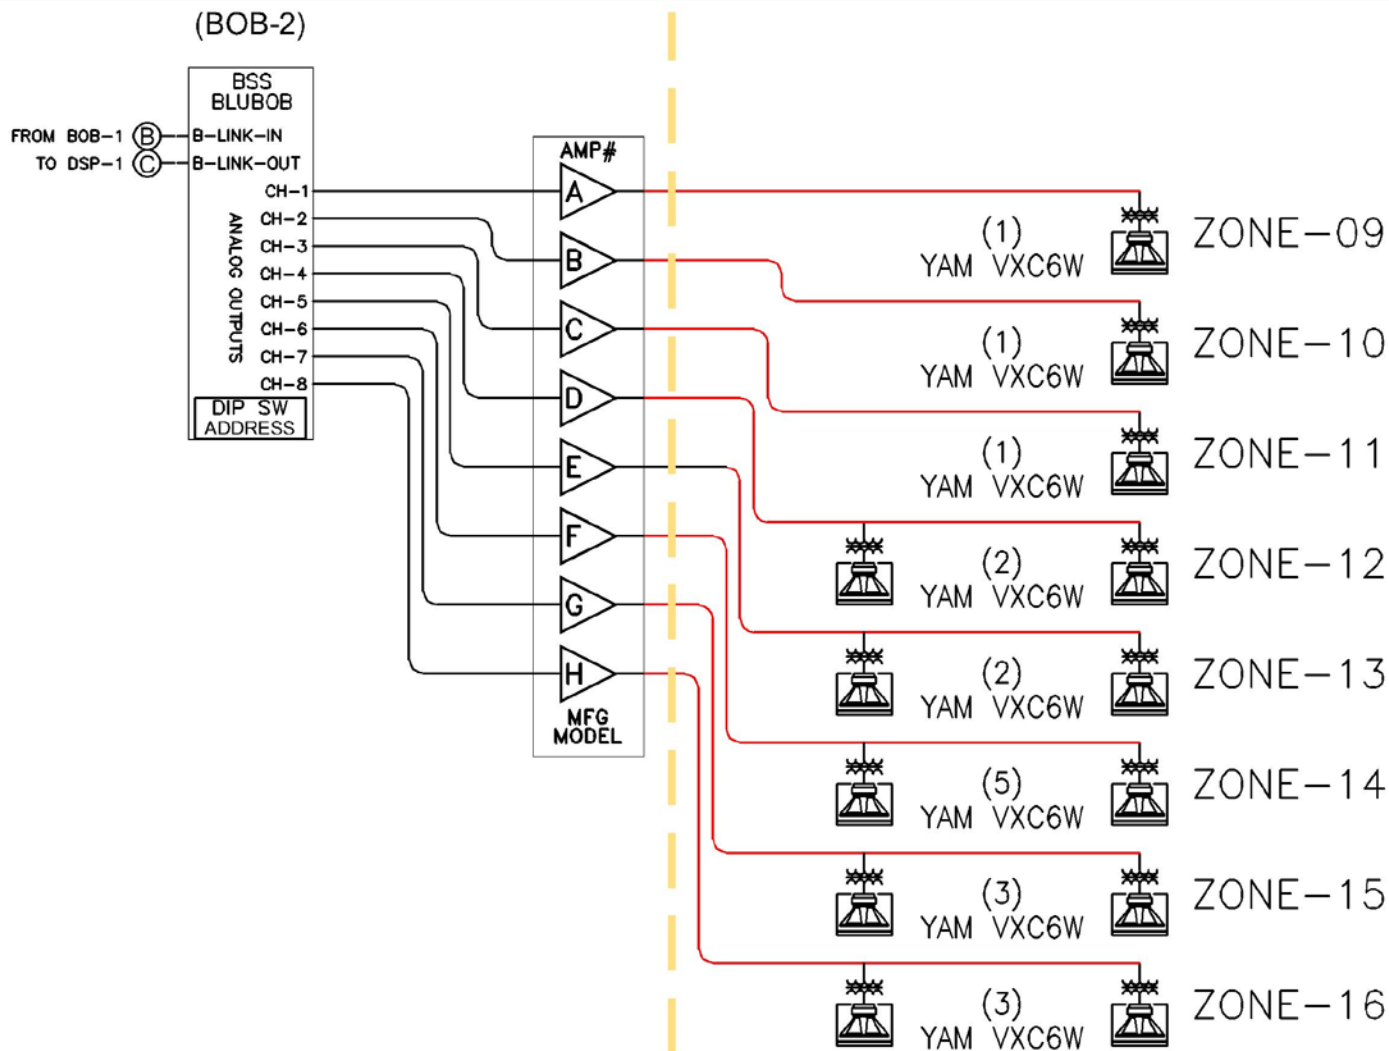 (BOB-2)
BSS
BLUBOB
FROM BOB-1 B B-LINK-IN
TO DSP-1 C B-LINK-OUT
CH-1
CH-2
CH-3
CH-4
CH-5
CH-6
CH-7
CH-8
ANALOG OUTPUTS
DIP SW
ADDRESS
AMP#
A
B
C
D
E
F
G
H
MFG
MODEL
(1)
YAM VXC6W
ZONE-09
(1)
YAM VXC6W
ZONE-10
(1)
YAM VXC6W
ZONE-11
(2)
YAM VXC6W
ZONE-12
(2)
YAM VXC6W
ZONE-13
(5)
YAM VXC6W
ZONE-14
(3)
YAM VXC6W
ZONE-15
(3)
YAM VXC6W
ZONE-16